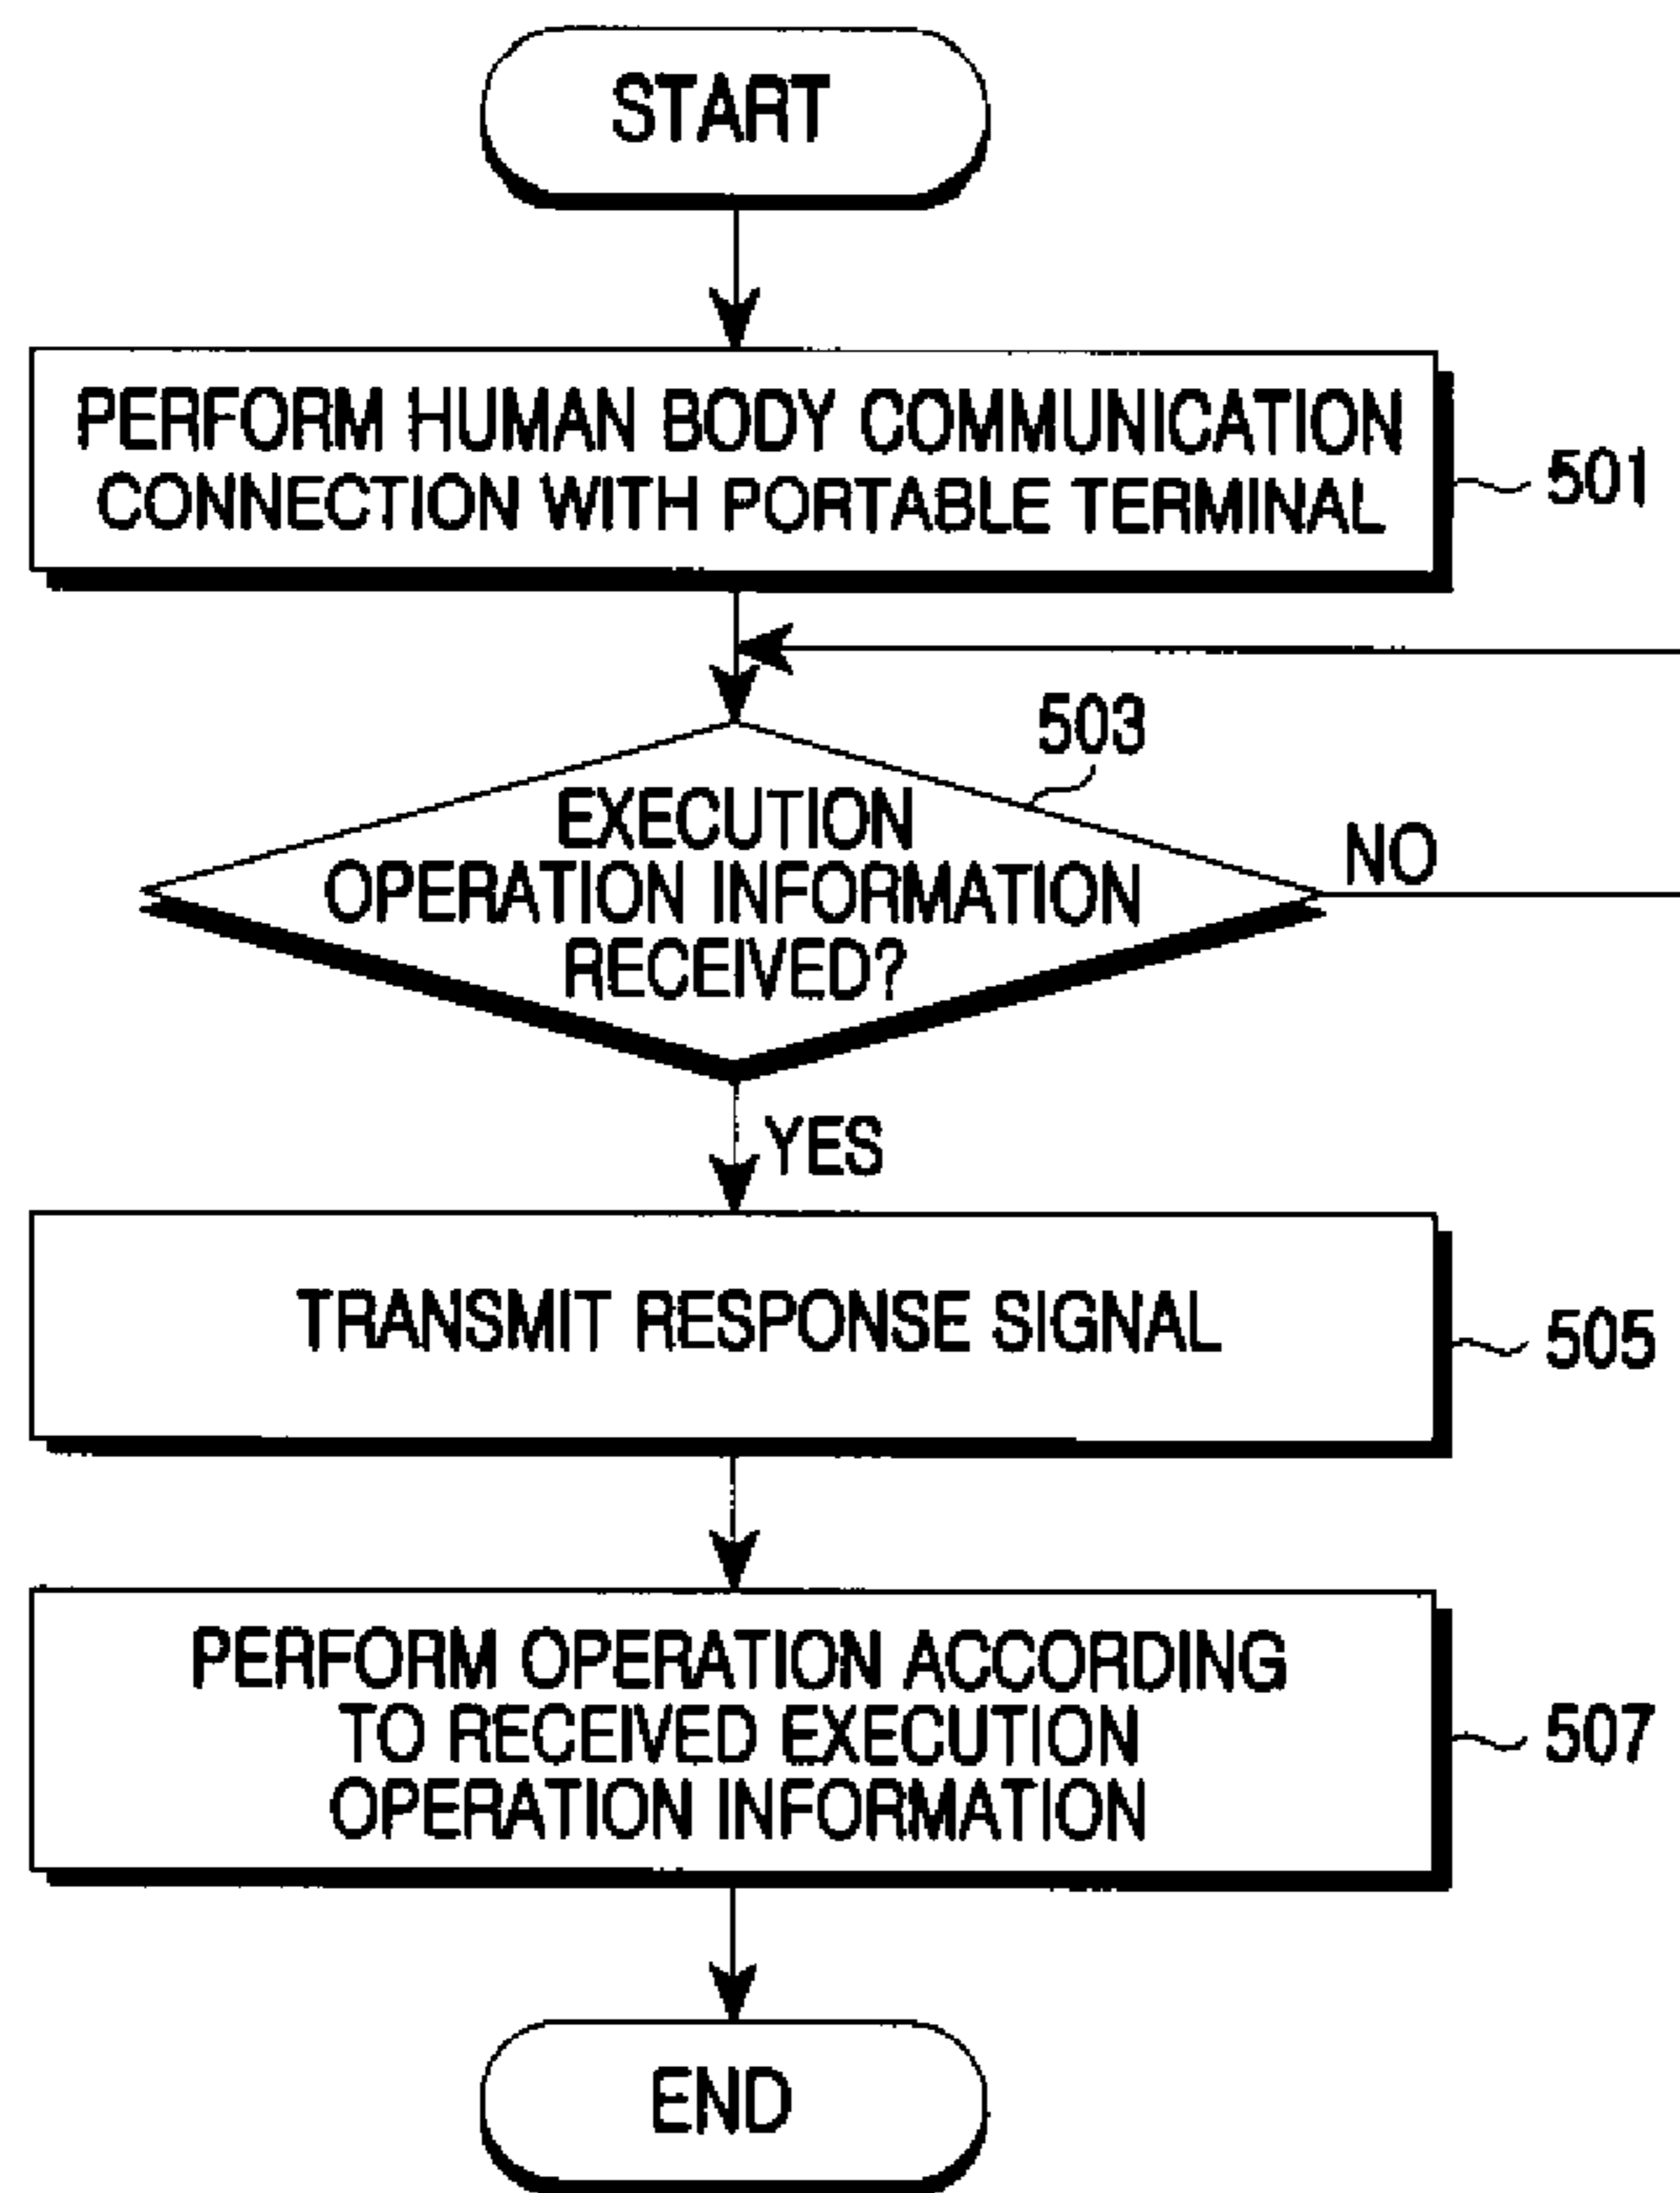 START
PERFORM HUMAN BODY COMMUNICATION
CONNECTION WITH PORTABLE TERMINAL
501
503
EXECUTION
OPERATION INFORMATION
RECEIVED?
NO
YES
TRANSMIT RESPONSE SIGNAL
505
PERFORM OPERATION ACCORDING
TO RECEIVED EXECUTION
OPERATION INFORMATION
507
END